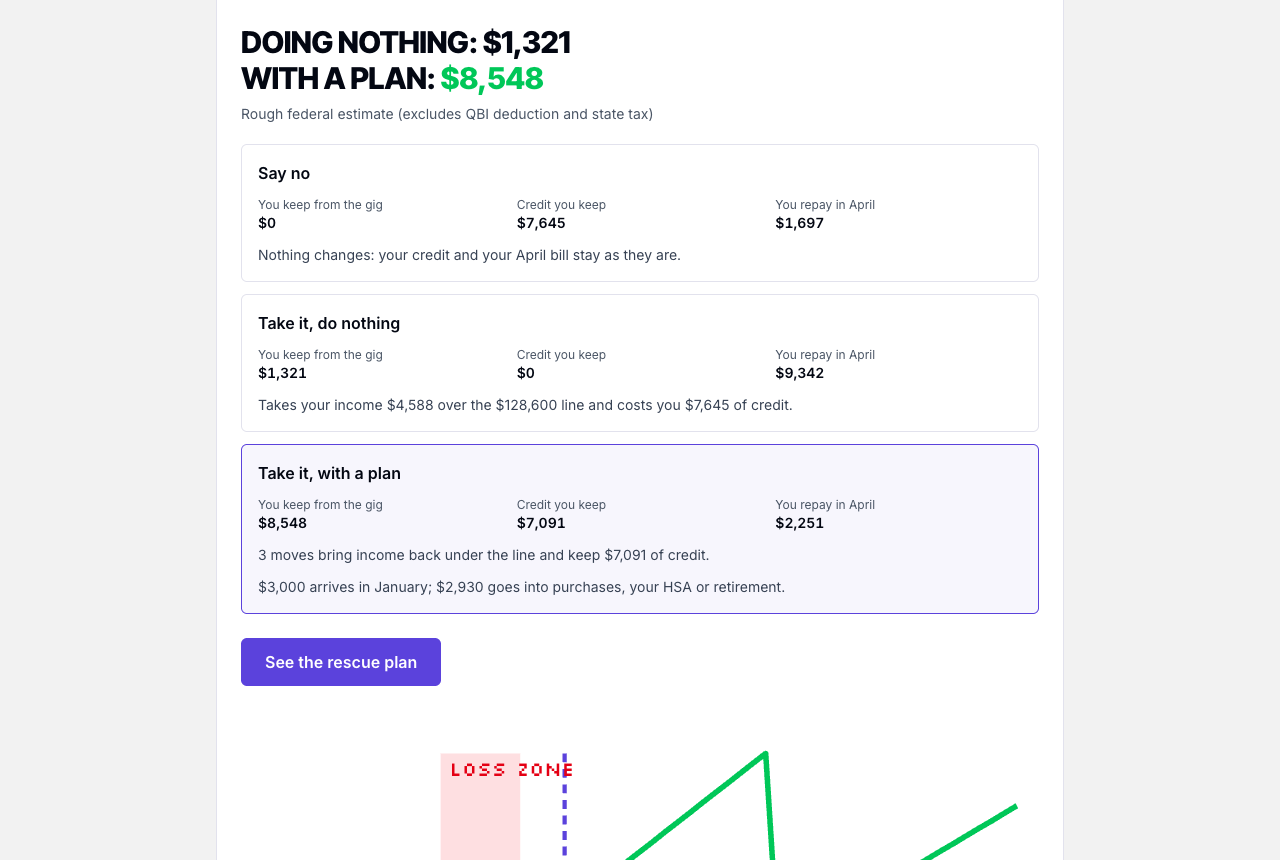 DOING NOTHING: $1,321
WITH A PLAN: $8,548
Rough federal estimate (excludes QBI deduction and state tax)
Say no
You keep from the gig
$0
Credit you keep
$7,645
You repay in April
$1,697
Nothing changes: your credit and your April bill stay as they are.
Take it, do nothing
You keep from the gig
$1,321
Credit you keep
$0
You repay in April
$9,342
Takes your income $4,588 over the $128,600 line and costs you $7,645 of credit.
Take it, with a plan
You keep from the gig
$8,548
Credit you keep
$7,091
You repay in April
$2,251
3 moves bring income back under the line and keep $7,091 of credit.
$3,000 arrives in January; $2,930 goes into purchases, your HSA or retirement.
See the rescue plan
LOSS ZONE